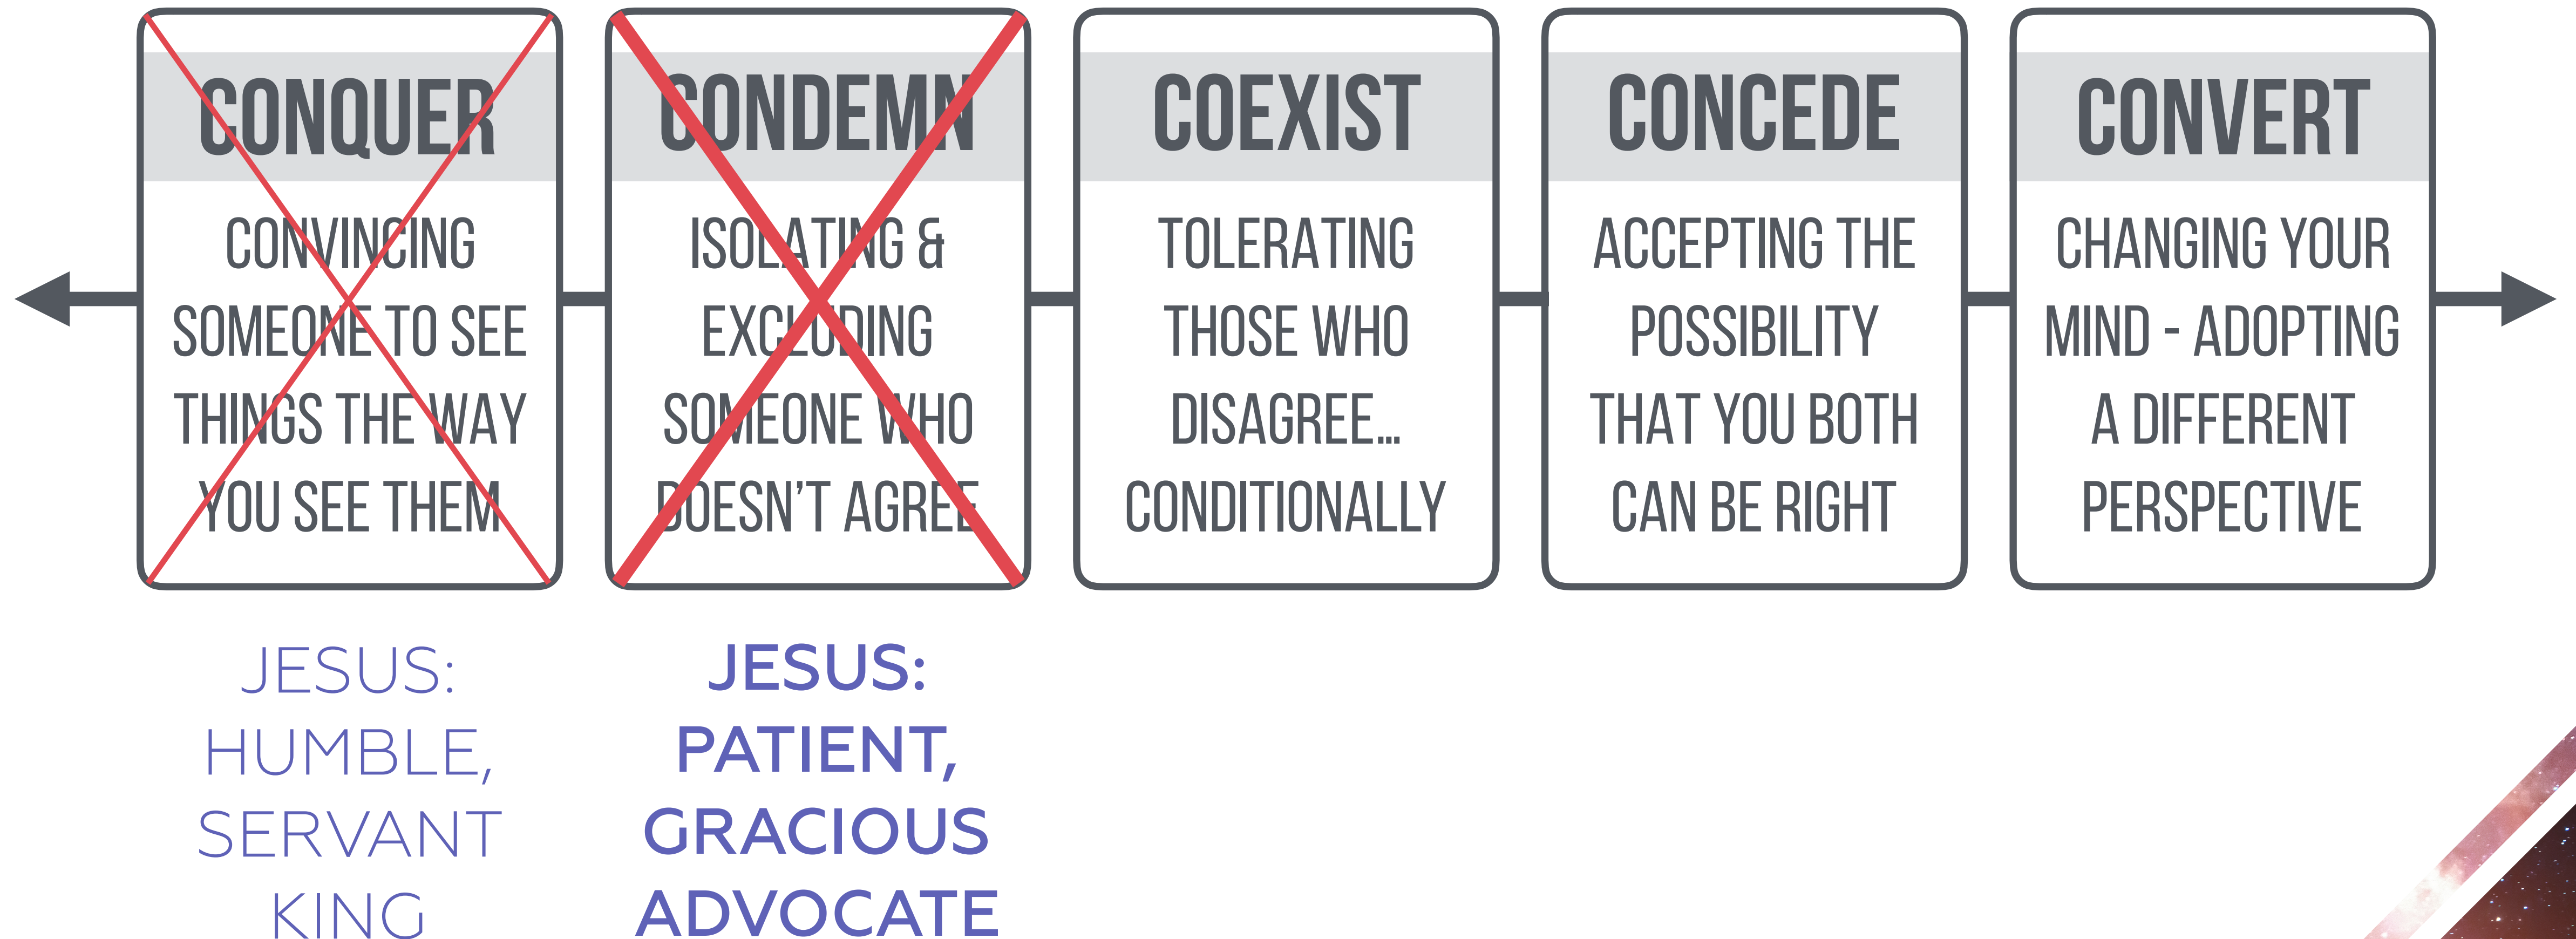 CONQUER
CONVINCING
SOMEONE TO SEE
THINGS THE WAY
YOU SEE THEM
CONDEMN
ISOLATING &
EXCLUDING
SOMEONE WHO
DOESN'T AGREE
COEXIST
TOLERATING
THOSE WHO
DISAGREE...
CONDITIONALLY
CONCEDE
ACCEPTING THE
POSSIBILITY
THAT YOU BOTH
CAN BE RIGHT
CONVERT
CHANGING YOUR
MIND - ADOPTING
A DIFFERENT
PERSPECTIVE
JESUS:
HUMBLE,
SERVANT
KING
JESUS:
PATIENT,
GRACIOUS
ADVOCATE